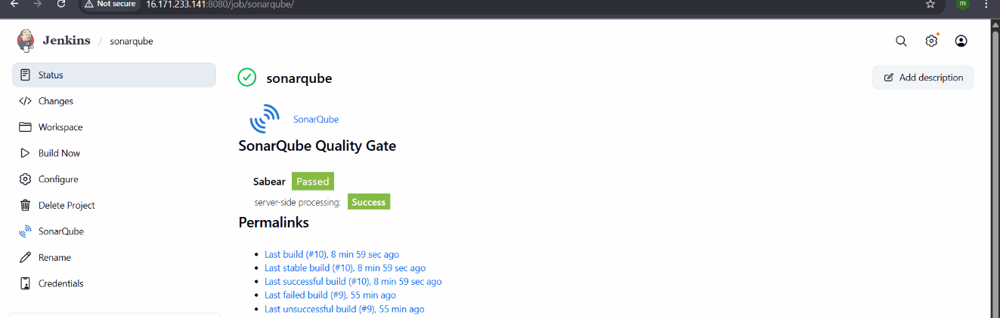 Not secure 16.171.233.141:8080/job/sonarqube/
m
Jenkins / sonarqube
Status
Changes
Workspace
Build Now
Configure
Delete Project
SonarQube
Rename
Credentials
sonarqube
Add description
SonarQube
SonarQube Quality Gate
Sabear Passed
server-side processing: Success
Permalinks
• Last build (#10), 8 min 59 sec ago
• Last stable build (#10), 8 min 59 sec ago
• Last successful build (#10), 8 min 59 sec ago
• Last failed build (#9), 55 min ago
• Last unsuccessful build (#9), 55 min ago